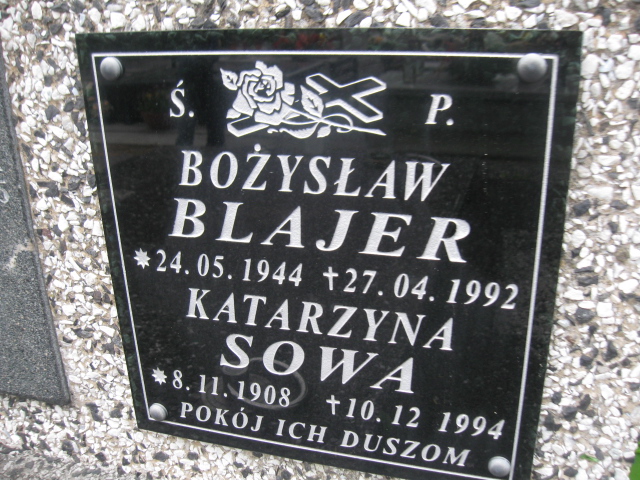 Ś. P.
BOŻYSŁAW
BLAJER
✷24.05.1944 ✝27.04.1992
KATARZYNA
SOWA
✷8.11.1908 ✝10.12 1994
POKÓJ ICH DUSZOM